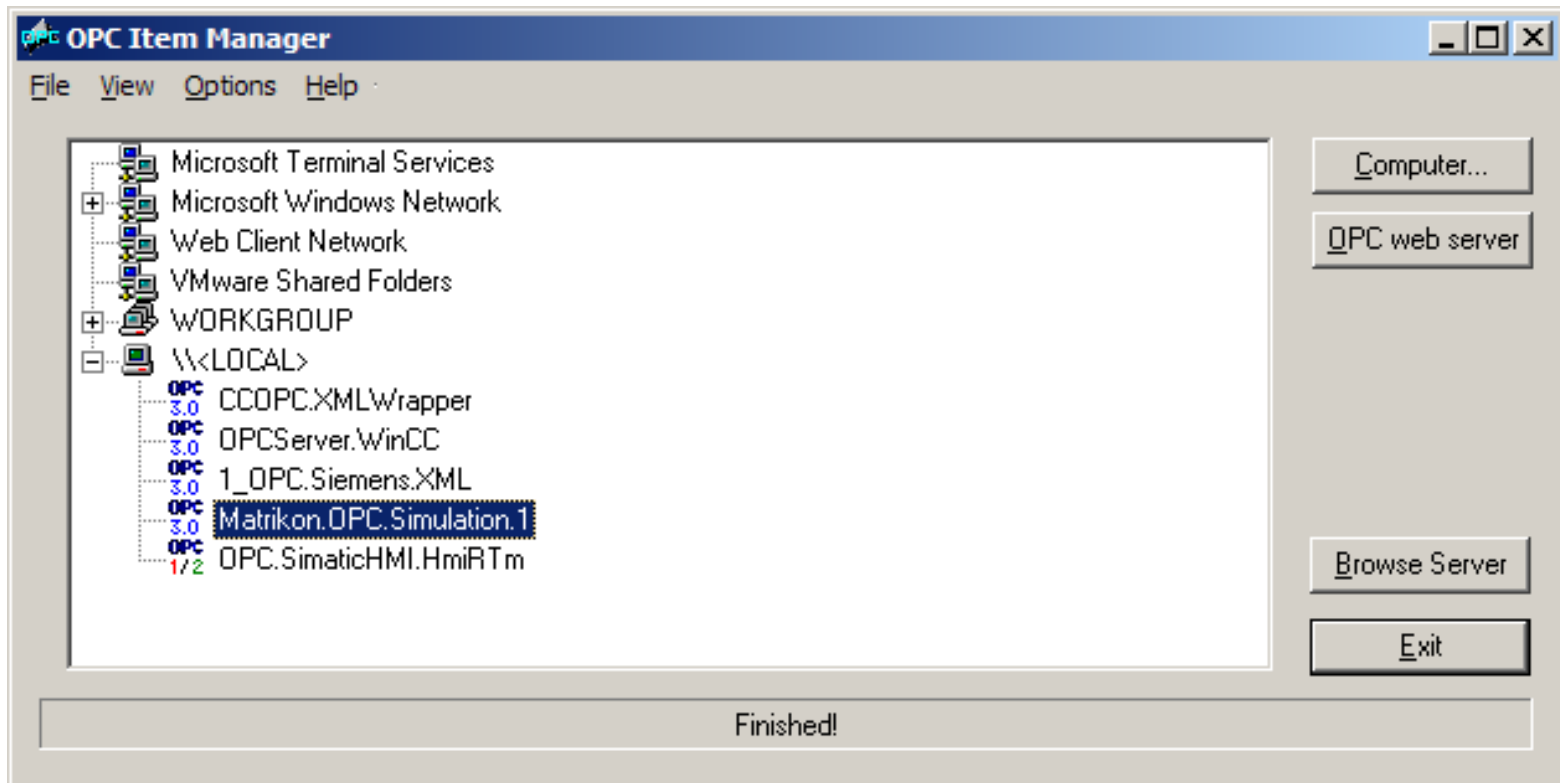 OPC OPC Item Manager
File View Options Help
Microsoft Terminal Services
Computer...
Microsoft Windows Network
Web Client Network
OPC web server
VMware Shared Folders
WORKGROUP
\\<LOCAL>
OPC 3.0 CCOPC.XMLWrapper
OPC 3.0 OPCServer.WinCC
OPC 3.0 1_OPC.Siemens.XML
OPC 3.0 Matrikon.OPC.Simulation.1
OPC 1/2 OPC.SimaticHMI.HmiRTm
Browse Server
Exit
Finished!